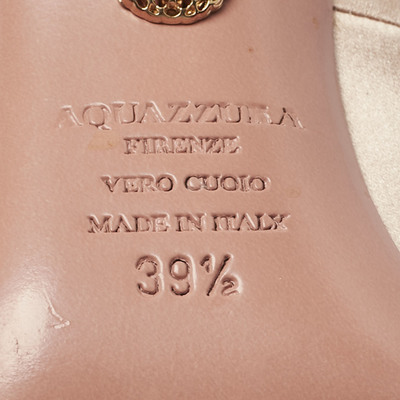 AQUAZZURA
FIRENZE
VERO CUOIO
MADE IN ITALY
39½